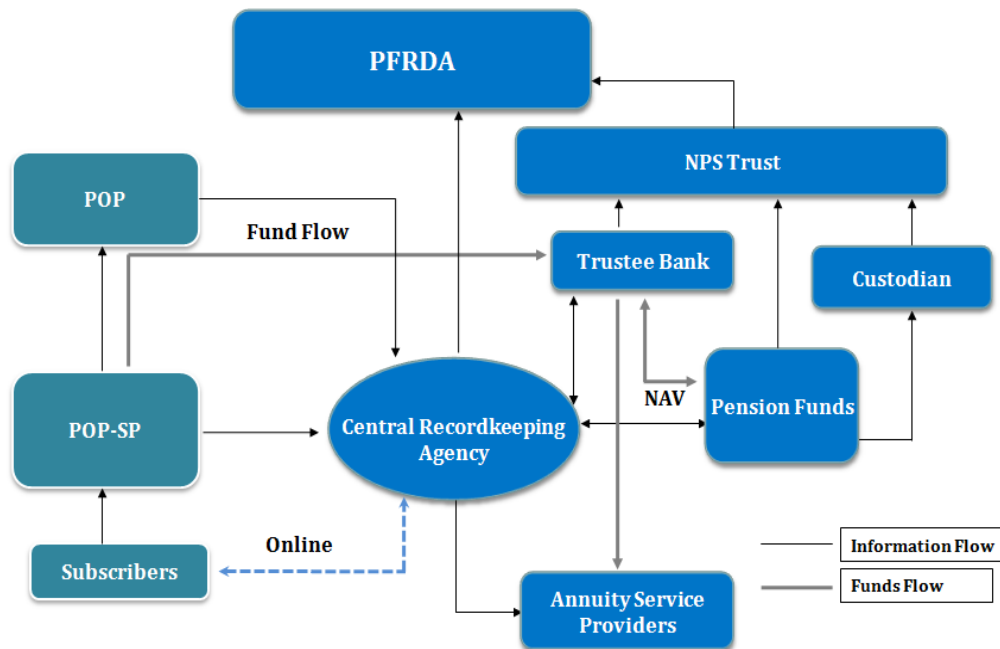 PFRDA
NPS Trust
POP
Fund Flow
Trustee Bank
Custodian
POP-SP
Central Recordkeeping
Agency
NAV
Pension Funds
Online
Subscribers
Information Flow
Funds Flow
Annuity Service
Providers